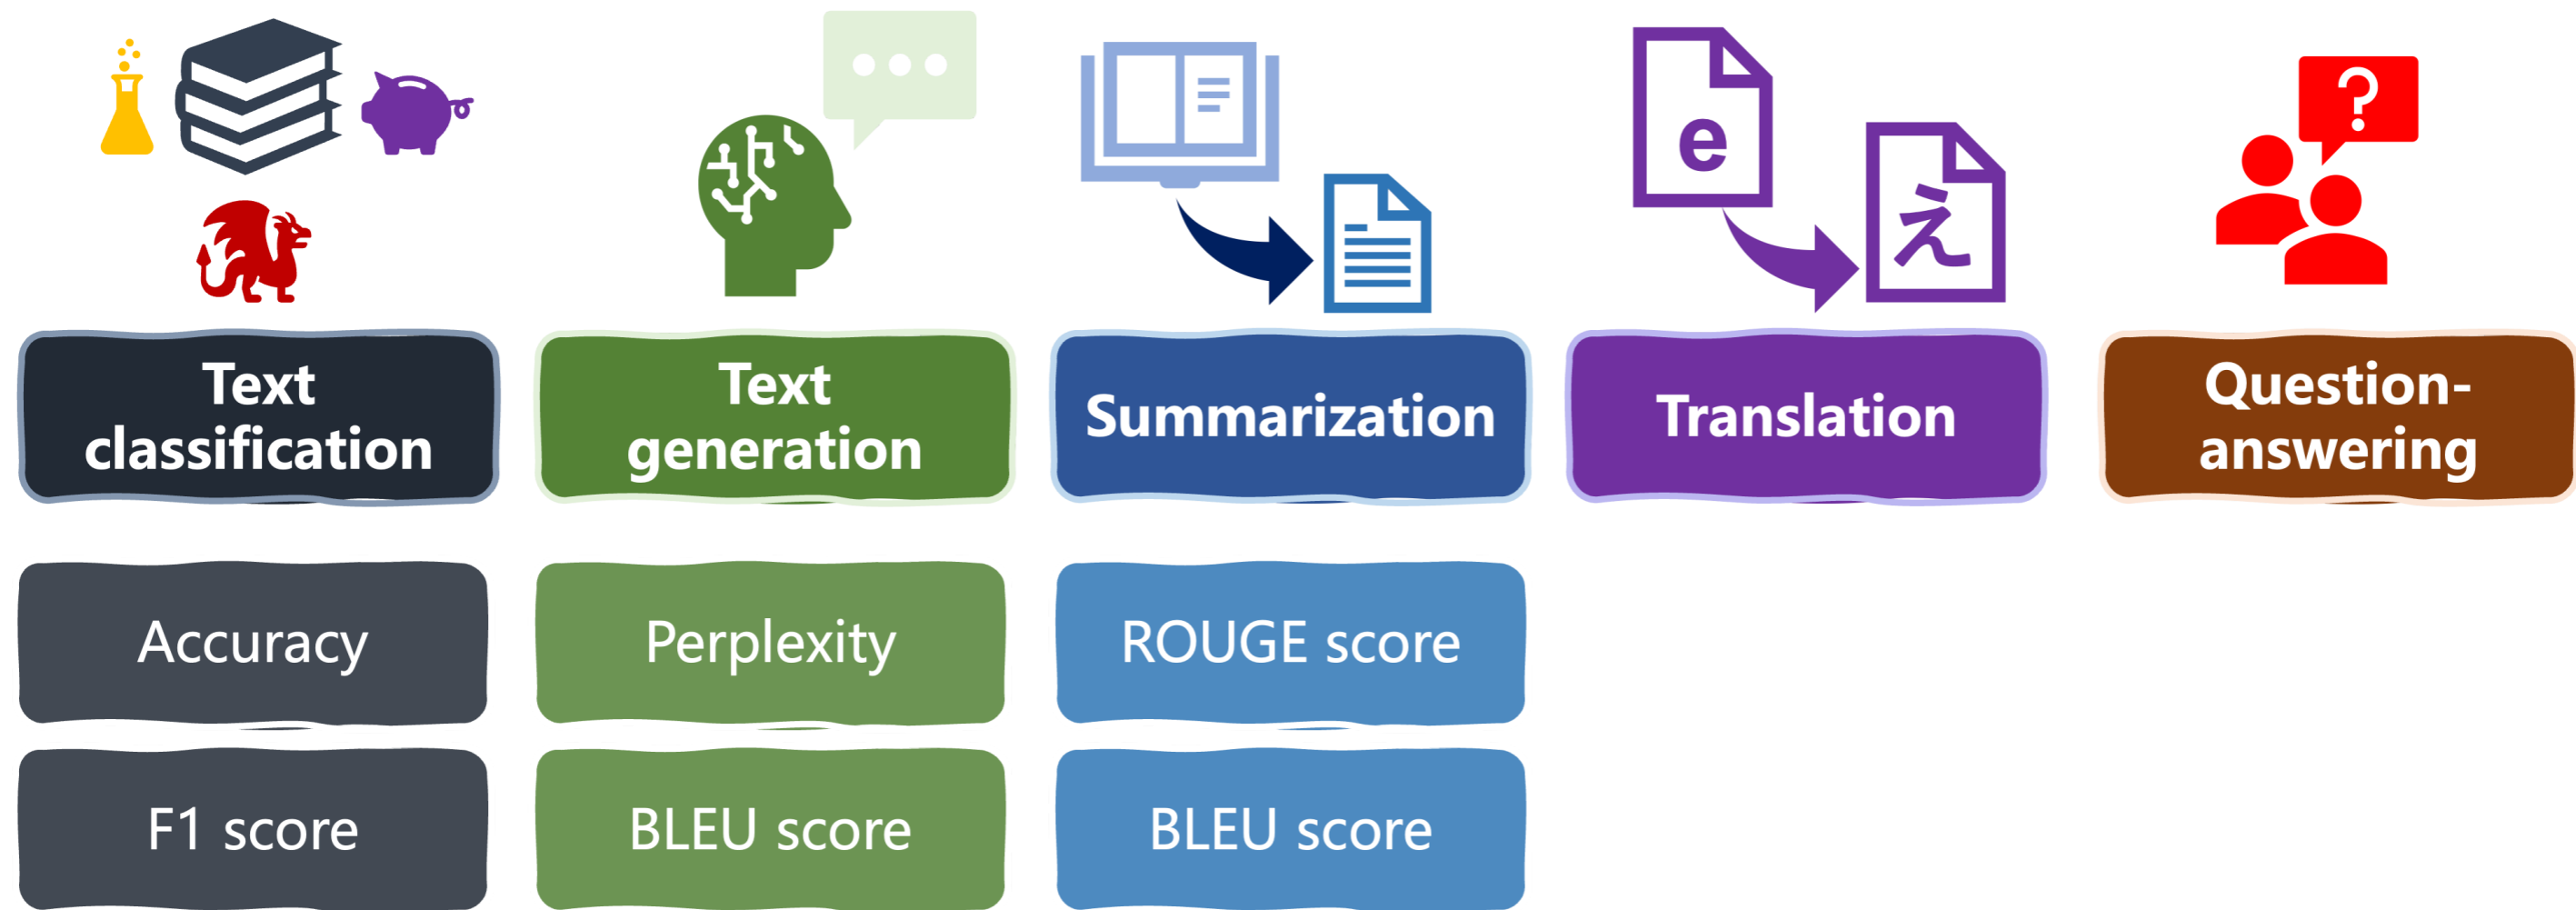 ?
e
え
Text
classification
Text
generation
Summarization
Translation
Question-
answering
Accuracy
Perplexity
ROUGE score
F1 score
BLEU score
BLEU score